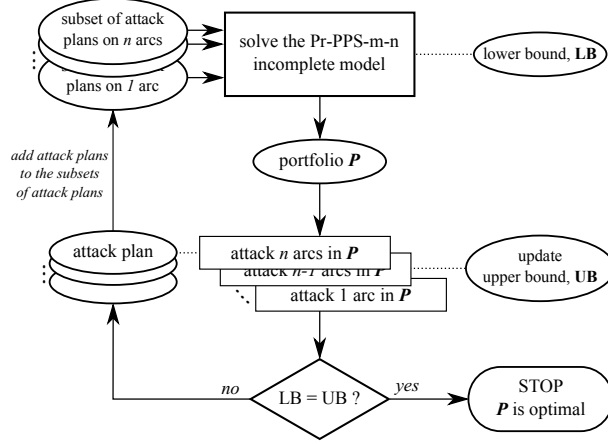 subset of attack
plans on n arcs
plans on 1 arc
solve the Pr-PPS-m-n
incomplete model
lower bound, LB
portfolio P
add attack plans
to the subsets
of attack plans
attack plan
attack n arcs in P
attack n-1 arcs in P
attack 1 arc in P
update
upper bound, UB
no
LB = UB ?
yes
STOP
P is optimal